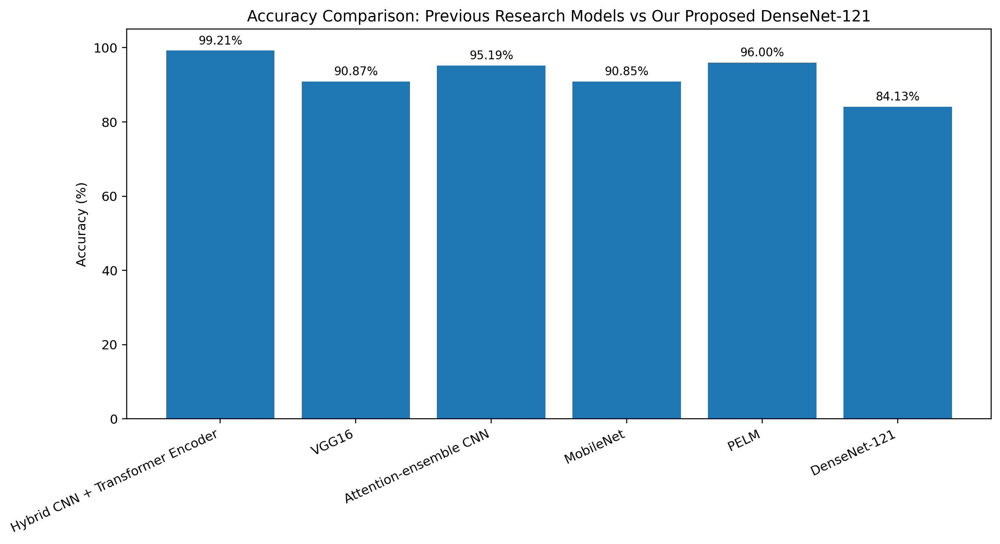 Accuracy Comparison: Previous Research Models vs Our Proposed DenseNet-121
99.21%
90.87%
95.19%
90.85%
96.00%
84.13%
Accuracy (%)
100
80
60
40
20
0
Hybrid CNN + Transformer Encoder
VGG16
Attention-ensemble CNN
MobileNet
PELM
DenseNet-121